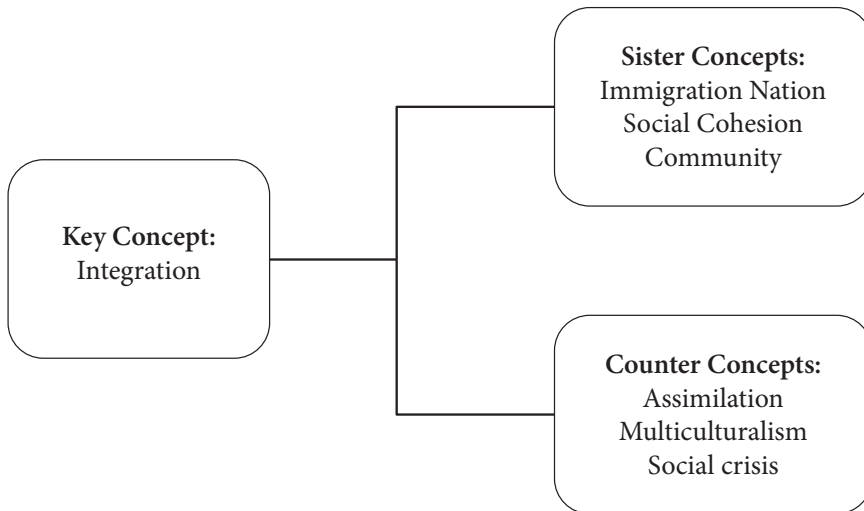 Sister Concepts:
Immigration Nation
Social Cohesion
Community
Key Concept:
Integration
Counter Concepts:
Assimilation
Multiculturalism
Social crisis